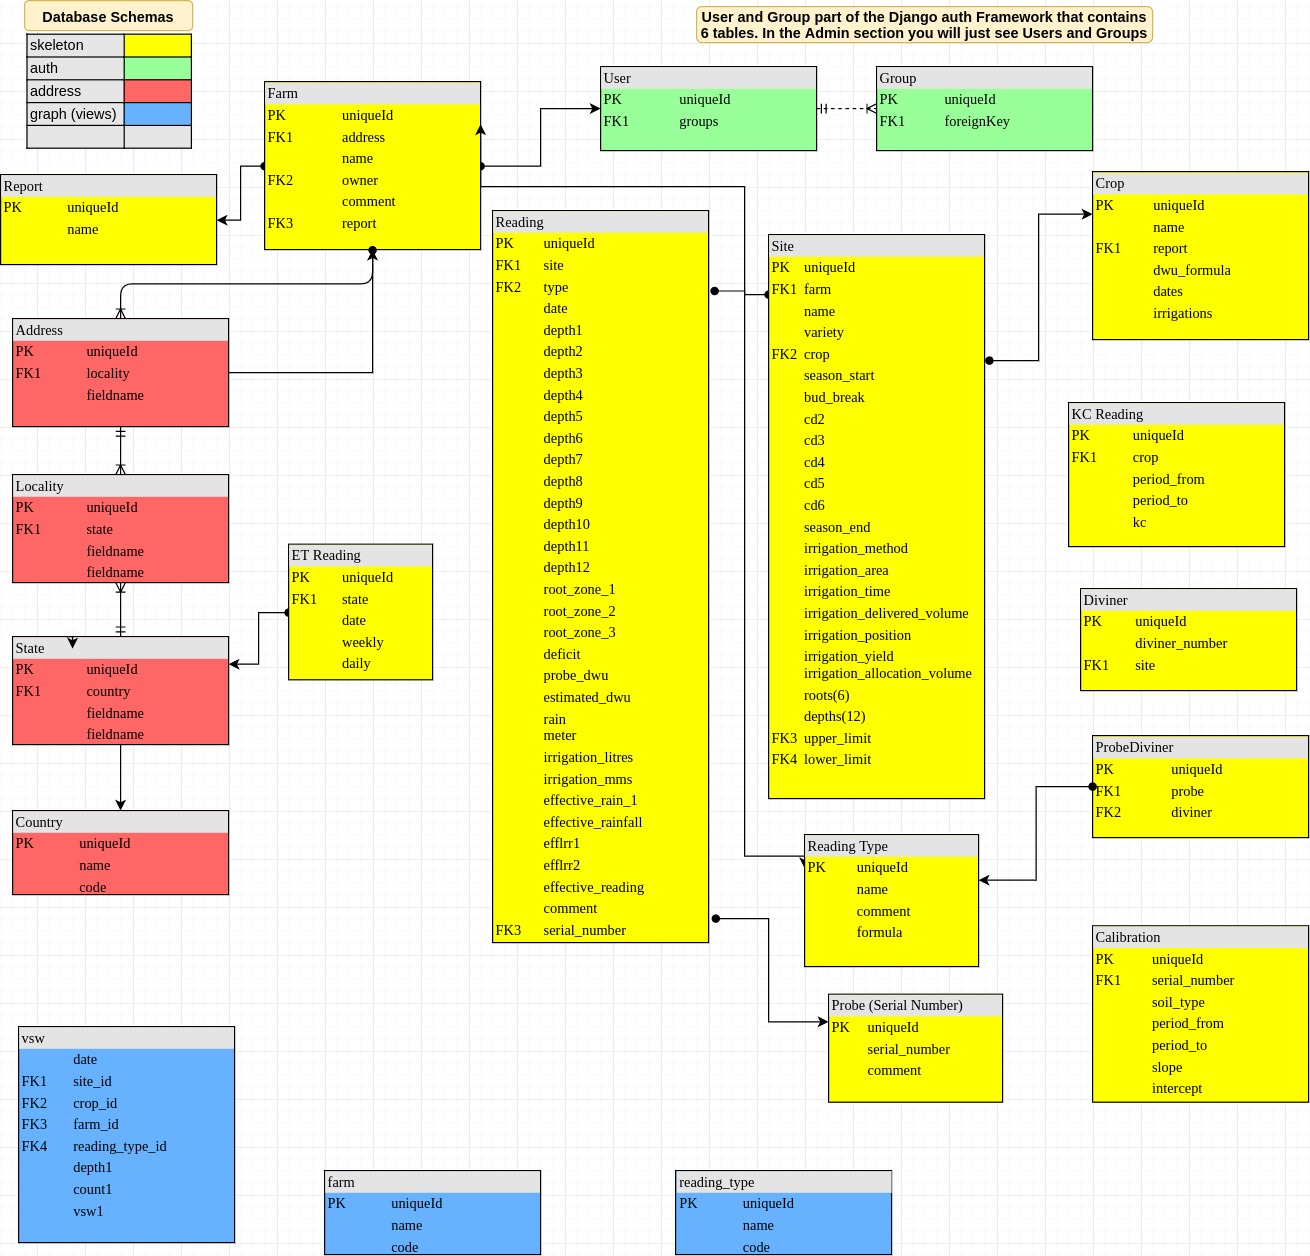 Database Schemas
skeleton
auth
address
graph (views)
User and Group part of the Django auth Framework that contains
6 tables. In the Admin section you will just see Users and Groups
Farm
PK uniqueId
FK1 address
name
FK2 owner
comment
FK3 report
User
PK uniqueId
FK1 groups
Group
PK uniqueId
FK1 foreignKey
Report
PK uniqueId
name
Crop
PK uniqueId
name
FK1 report
dwu_formula
dates
irrigations
Reading
PK uniqueId
FK1 site
FK2 type
date
depth1
depth2
depth3
depth4
depth5
depth6
depth7
depth8
depth9
depth10
depth11
depth12
root_zone_1
root_zone_2
root_zone_3
deficit
probe_dwu
estimated_dwu
rain
meter
irrigation_litres
irrigation_mms
effective_rain_1
effective_rainfall
efflrr1
efflrr2
effective_reading
comment
FK3 serial_number
Site
PK uniqueId
FK1 farm
name
variety
FK2 crop
season_start
bud_break
cd2
cd3
cd4
cd5
cd6
season_end
irrigation_method
irrigation_area
irrigation_time
irrigation_delivered_volume
irrigation_position
irrigation_yield
irrigation_allocation_volume
roots(6)
depths(12)
FK3 upper_limit
FK4 lower_limit
Address
PK uniqueId
FK1 locality
fieldname
KC Reading
PK uniqueId
FK1 crop
period_from
period_to
kc
Locality
PK uniqueId
FK1 state
fieldname
fieldname
ET Reading
PK uniqueId
FK1 state
date
weekly
daily
Diviner
PK uniqueId
diviner_number
FK1 site
State
PK uniqueId
FK1 country
fieldname
fieldname
ProbeDiviner
PK uniqueId
FK1 probe
FK2 diviner
Country
PK uniqueId
name
code
Reading Type
PK uniqueId
name
comment
formula
Calibration
PK uniqueId
FK1 serial_number
soil_type
period_from
period_to
slope
intercept
Probe (Serial Number)
PK uniqueId
serial_number
comment
vsw
date
FK1 site_id
FK2 crop_id
FK3 farm_id
FK4 reading_type_id
depth1
count1
vsw1
farm
PK uniqueId
name
code
reading_type
PK uniqueId
name
code